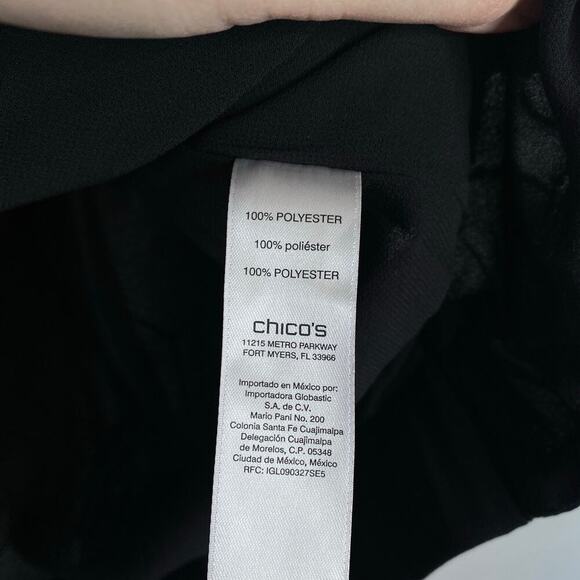 100% POLYESTER
100% poliéster
100% POLYESTER
chico's
11215 METRO PARKWAY
FORT MYERS, FL 33966
Importado en México por:
Importadora Globastic
S.A. de C.V.
Mario Pani No. 200
Colonia Santa Fe Cuajimalpa
Delegación Cuajimalpa
de Morelos, C.P. 05348
Ciudad de México, México
RFC: IGL090327SE5